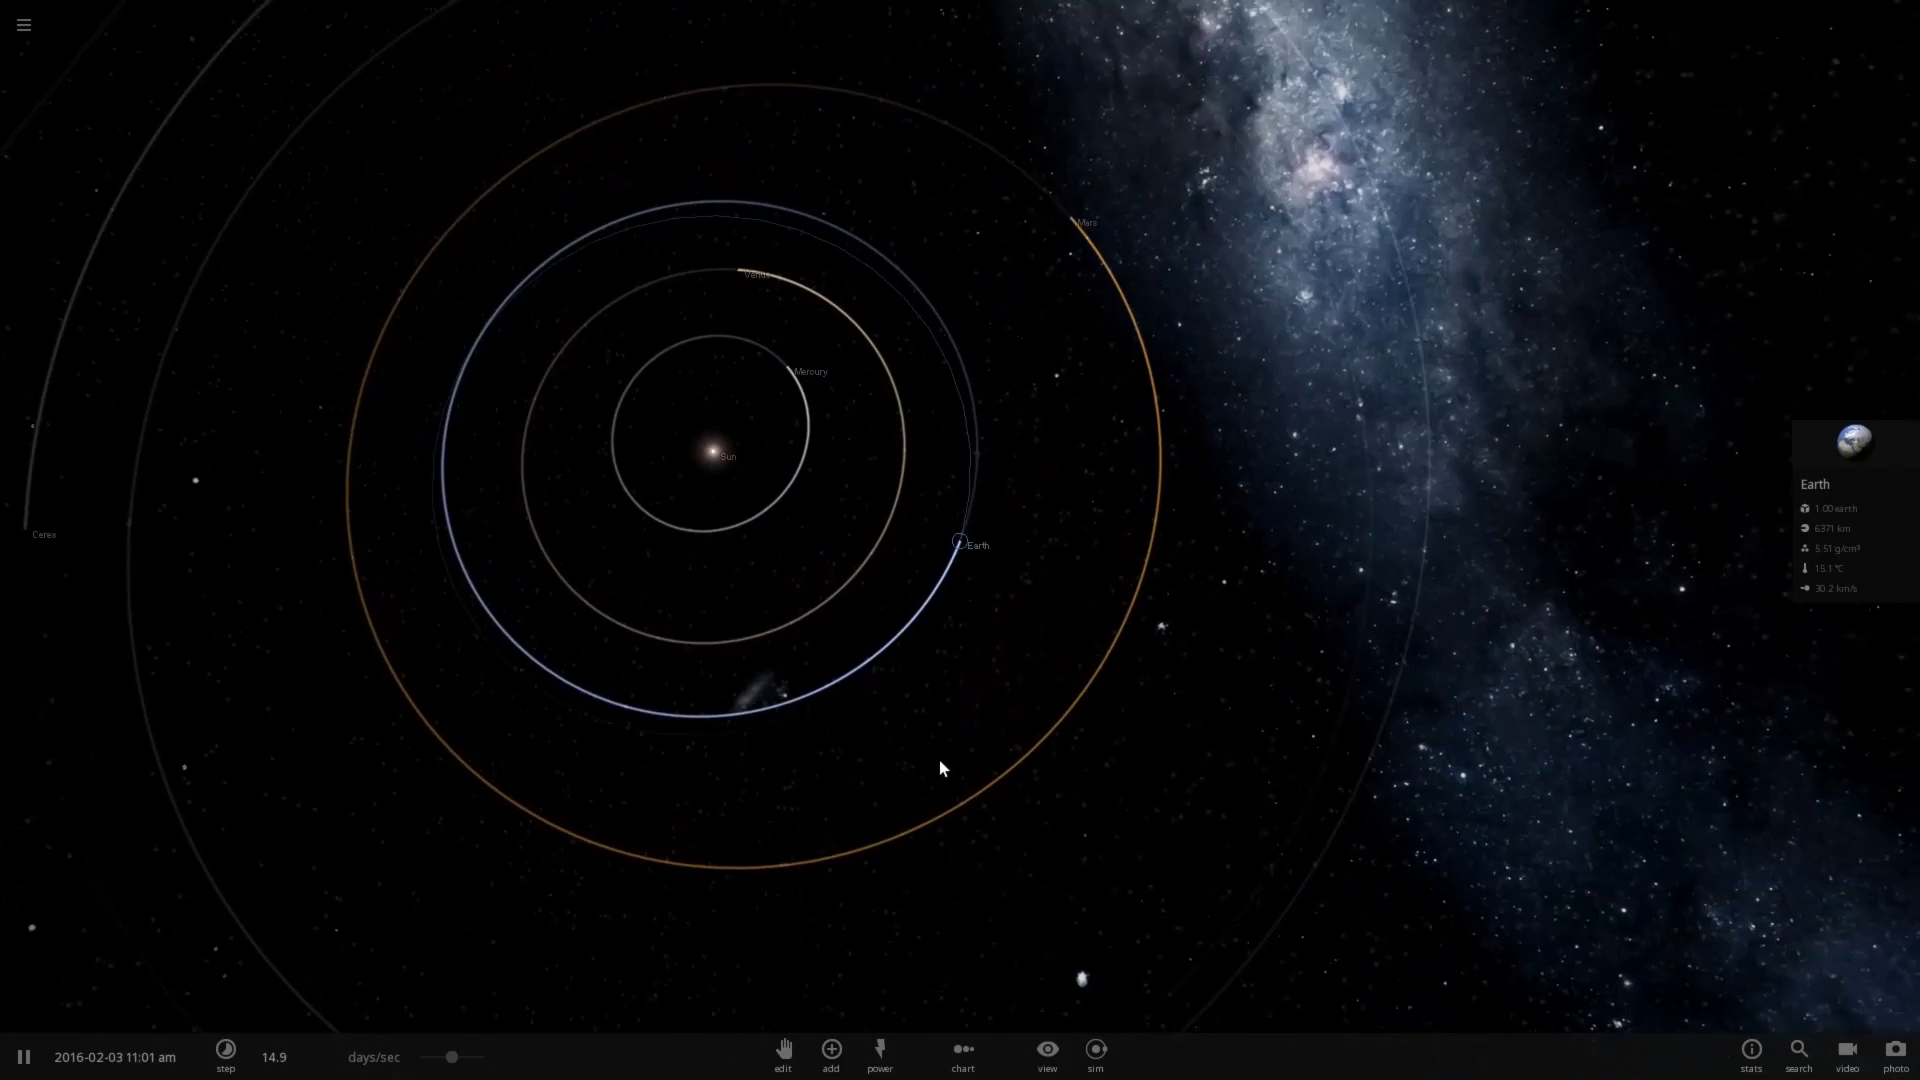 Mars
Venus
Mercury
Sun
Ceres
Earth
Earth
1.00 earth
6371 km
5.51 g/cm³
15.1 °C
30.2 km/s
2016-02-03 11:01 am
step
14.9
days/sec
edit
add
power
chart
view
sim
stats
search
video
photo